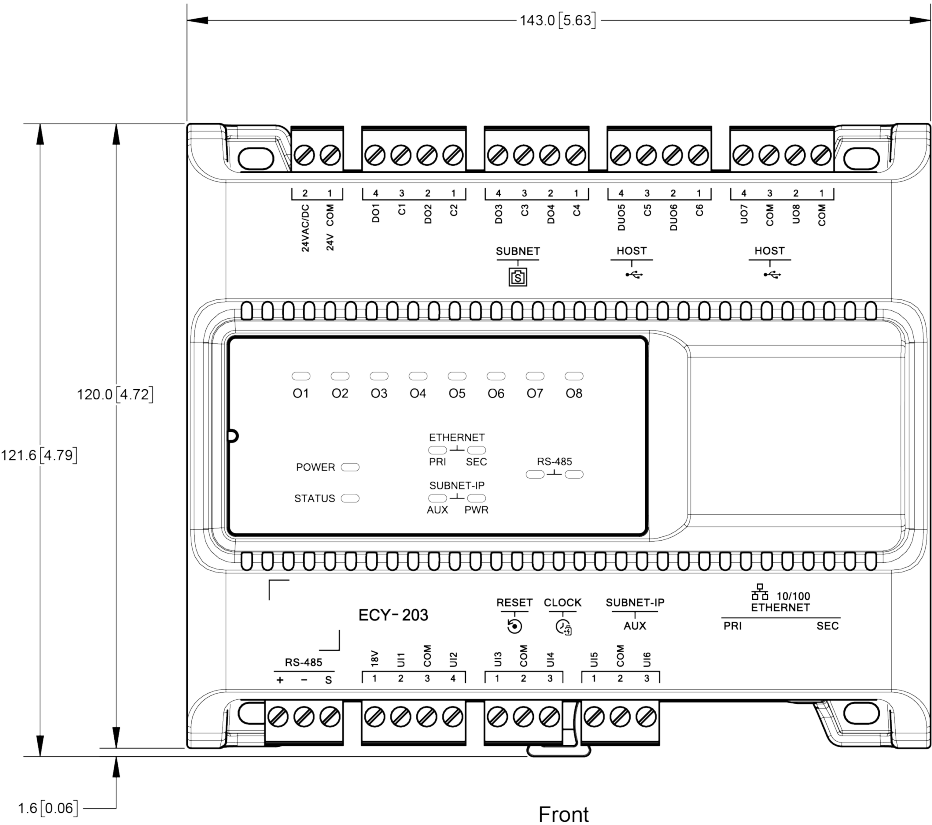 143.0[5.63]
2 1 4 3 2 1 4 3 2 1 4 3 2 1 4 3 2 1
24VAC/DC 24V COM DO1 C1 DO2 C2 DO3 C3 DO4 C4 DUO5 C5 DUO6 C6 UO7 COM UO8 COM
SUBNET HOST HOST
S
120.0[4.72]
121.6[4.79]
O1 O2 O3 O4 O5 O6 O7 O8
ETHERNET
PRI SEC
POWER
RS-485
SUBNET-IP
STATUS
AUX PWR
ECY-203
RESET CLOCK SUBNET-IP
AUX
10/100
ETHERNET
PRI SEC
RS-485
+ − S
18V UI1 COM UI2 UI3 COM UI4 UI5 COM UI6
1 2 3 4 1 2 3 1 2 3
1.6[0.06]
Front